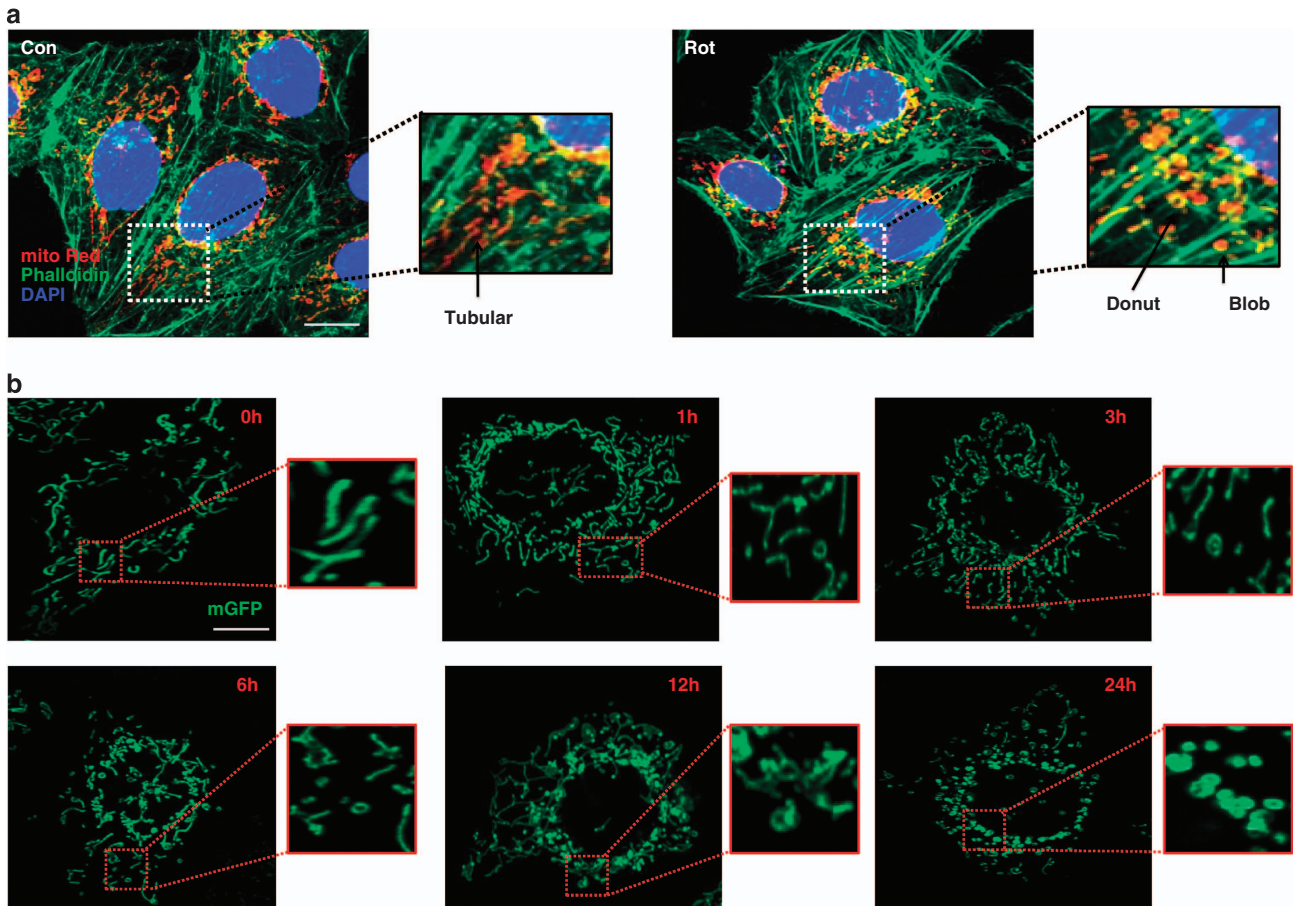 a
Con
Rot
mito Red
Phalloidin
DAPI
Tubular
Donut
Blob
b
0h
1h
3h
mGFP
6h
12h
24h